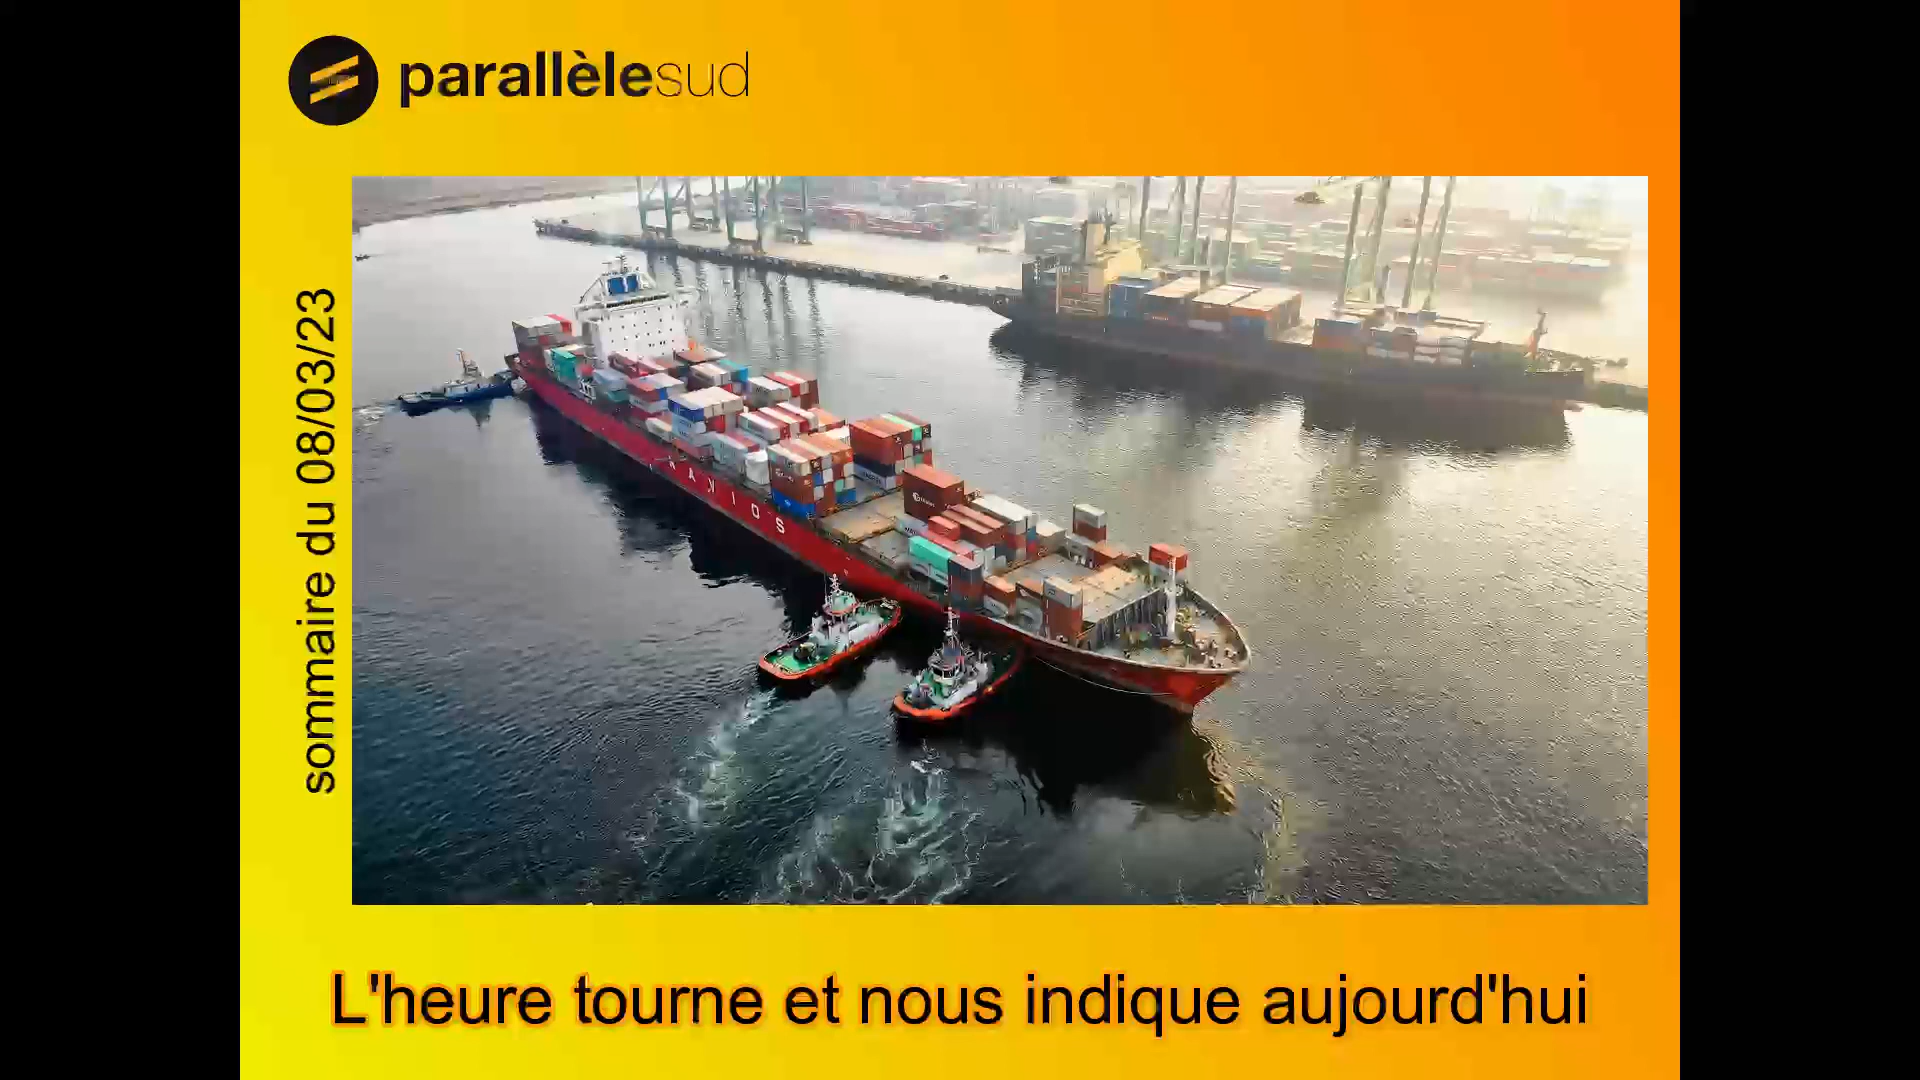 parallèlesud
sommaire du 08/03/23
L'heure tourne et nous indique aujourd'hui